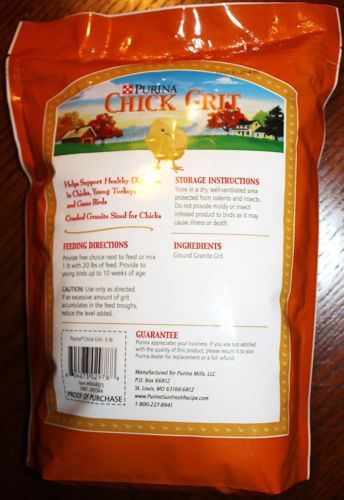 PURINA
CHICK GRIT
Helps Support Healthy
in Chicks, Young Turkeys
and Game Birds
Crushed Granite Sized for Chicks
FEEDING DIRECTIONS
Provide free choice next to feed or mix
1 lb with 20 lbs of feed. Provide to
young birds up to 10 weeks of age.
CAUTION: Use only as directed.
If an excessive amount of grit
accumulates in the feed troughs,
reduce the level added.
STORAGE INSTRUCTIONS
Store in a dry, well-ventilated area
protected from rodents and insects.
Do not provide moldy or insect
infested product to birds as it may
cause illness or death.
INGREDIENTS
Ground Granite Grit
Purina® Chick Grit - 5 lb.
PROOF OF PURCHASE
GUARANTEE
Purina appreciates your business. If you are not satisfied
with the quality of this product, please return it to your
Purina dealer for replacement or a full refund.
Manufactured for Purina Mills, LLC
P.O. Box 66812
St. Louis, MO 63166-6812
www.PurinaSunFreshRecipe.com
1-800-227-8941